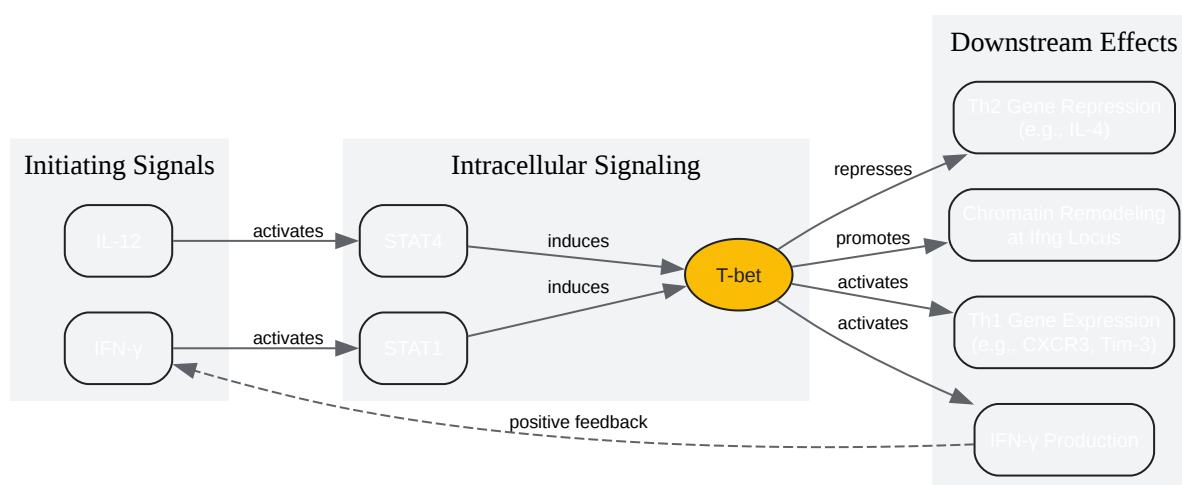 Initiating Signals
IL-12
IFN-γ
activates
activates
Intracellular Signaling
STAT4
STAT1
induces
induces
T-bet
repressses
promotes
activates
activates
positive feedback
Downstream Effects
Th2 Gene Repression
(e.g., IL-4)
Chromatin Remodeling
at Ifng Locus
Th1 Gene Expression
(e.g., CXCR3, Tim-3)
IFN-γ Production